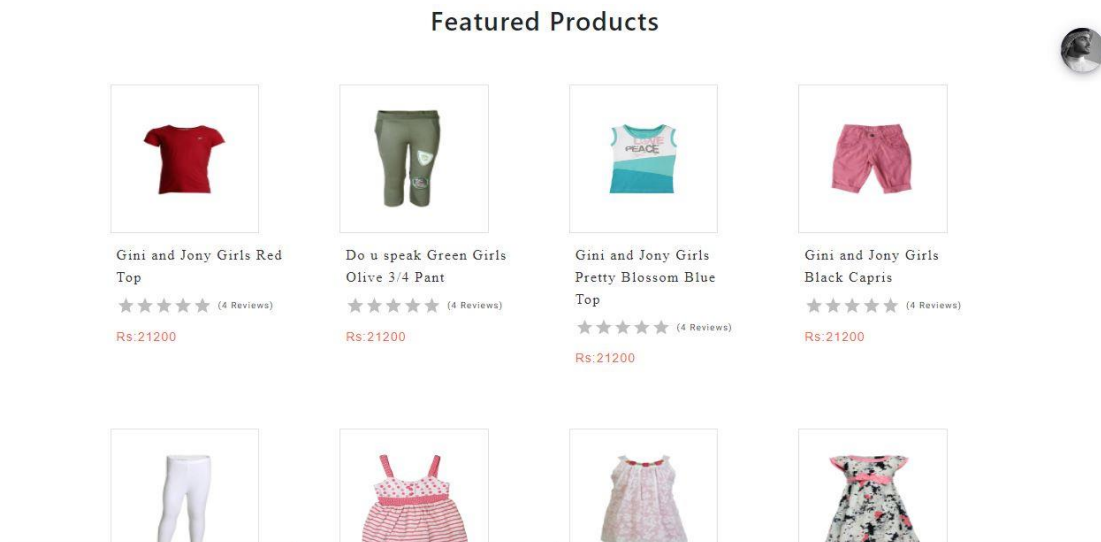 Featured Products
LOVE
PEACE
Gini and Jony Girls Red
Top
(4 Reviews)
Rs:21200
Do u speak Green Girls
Olive 3/4 Pant
(4 Reviews)
Rs:21200
Gini and Jony Girls
Pretty Blossom Blue
Top
(4 Reviews)
Rs:21200
Gini and Jony Girls
Black Capris
(4 Reviews)
Rs:21200